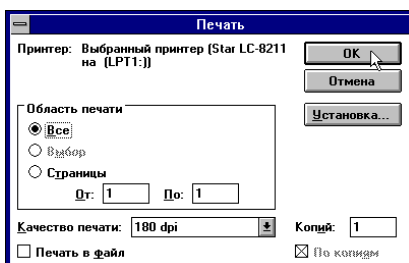 Печать
Принтер: Выбранный принтер (Star LC-8211
на (LPT1:))
OK
Отмена
Установка...
Область печати
Все
Выбор
Страницы
От: 1 По: 1
Качество печати: 180 dpi
Копий: 1
Печать в файл
По копиям